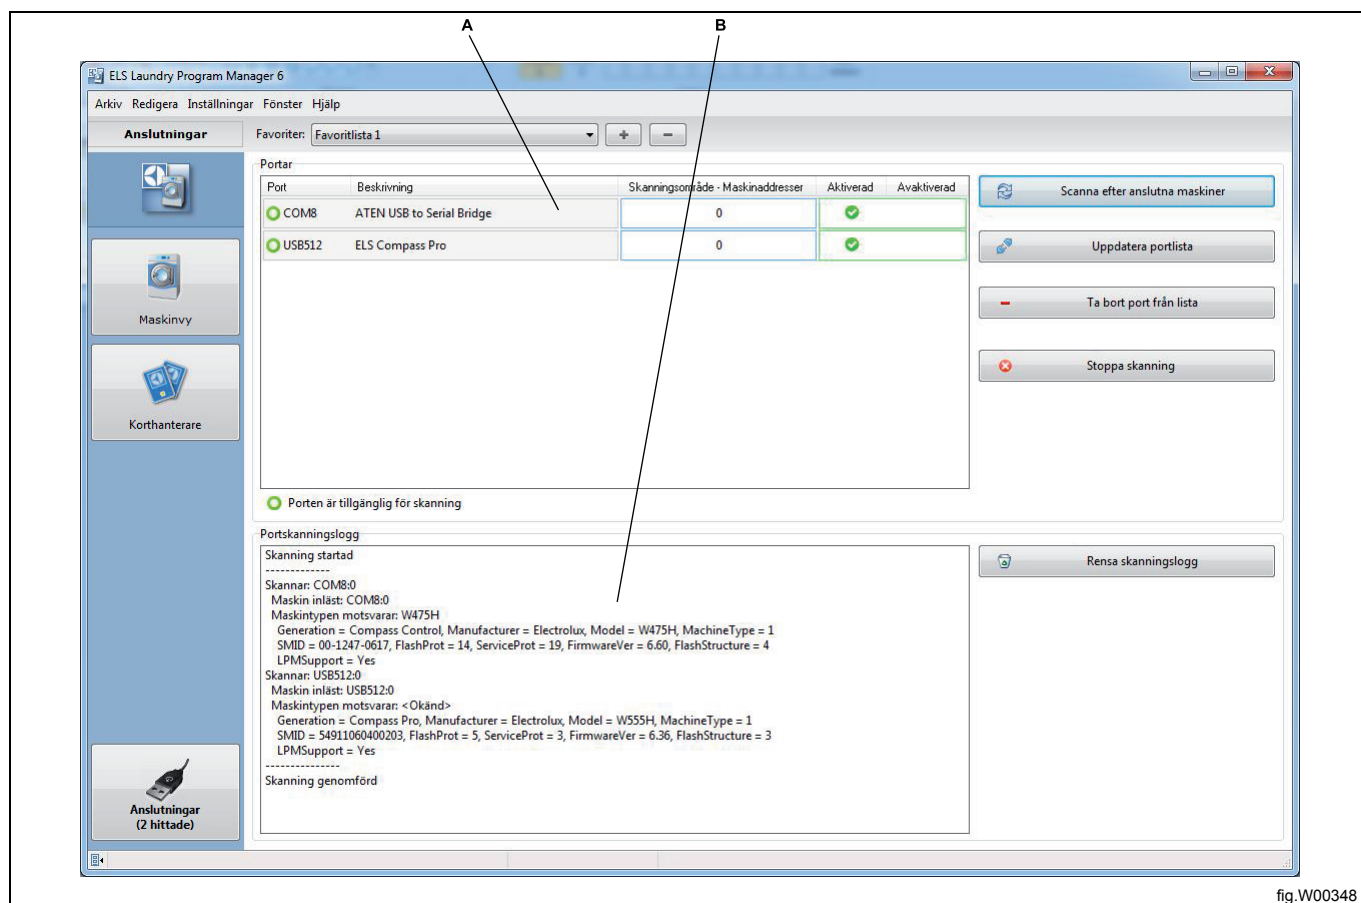 A
B
ELS Laundry Program Manager 6
Arkiv Redigera Inställningar Fönster Hjälp
Anslutningar
Favoriter: Favoritlista 1
Portar
Port Beskrivning Skanningsområde - Maskinaddresser Aktiverad Avaktiverad
COM8 ATEN USB to Serial Bridge 0
USB512 ELS Compass Pro 0
Scanna efter anslutna maskiner
Uppdatera portlista
Ta bort port från lista
Stoppa skanning
Maskinvy
Korthanterare
Porten är tillgänglig för skanning
Portskanningslogg
Skanning startad
-------------
Skannar: COM8:0
Maskin inläst: COM8:0
Maskintypen motsvarar: W475H
Generation = Compass Control, Manufacturer = Electrolux, Model = W475H, MachineType = 1
SMID = 00-1247-0617, FlashProt = 14, ServiceProt = 19, FirmwareVer = 6.60, FlashStructure = 4
LPMSupport = Yes
Skannar: USB512:0
Maskin inläst: USB512:0
Maskintypen motsvarar: <Okänd>
Generation = Compass Pro, Manufacturer = Electrolux, Model = W555H, MachineType = 1
SMID = 54911060400203, FlashProt = 5, ServiceProt = 3, FirmwareVer = 6.36, FlashStructure = 3
LPMSupport = Yes
---------------
Skanning genomförd
Rensa skanningslogg
Anslutningar
(2 hittade)
fig.W00348